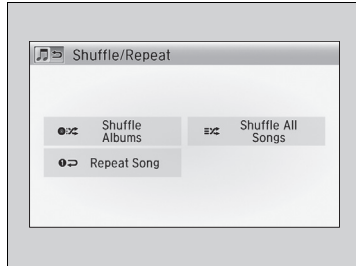 Shuffle/Repeat
Shuffle
Albums
Shuffle All
Songs
Repeat Song